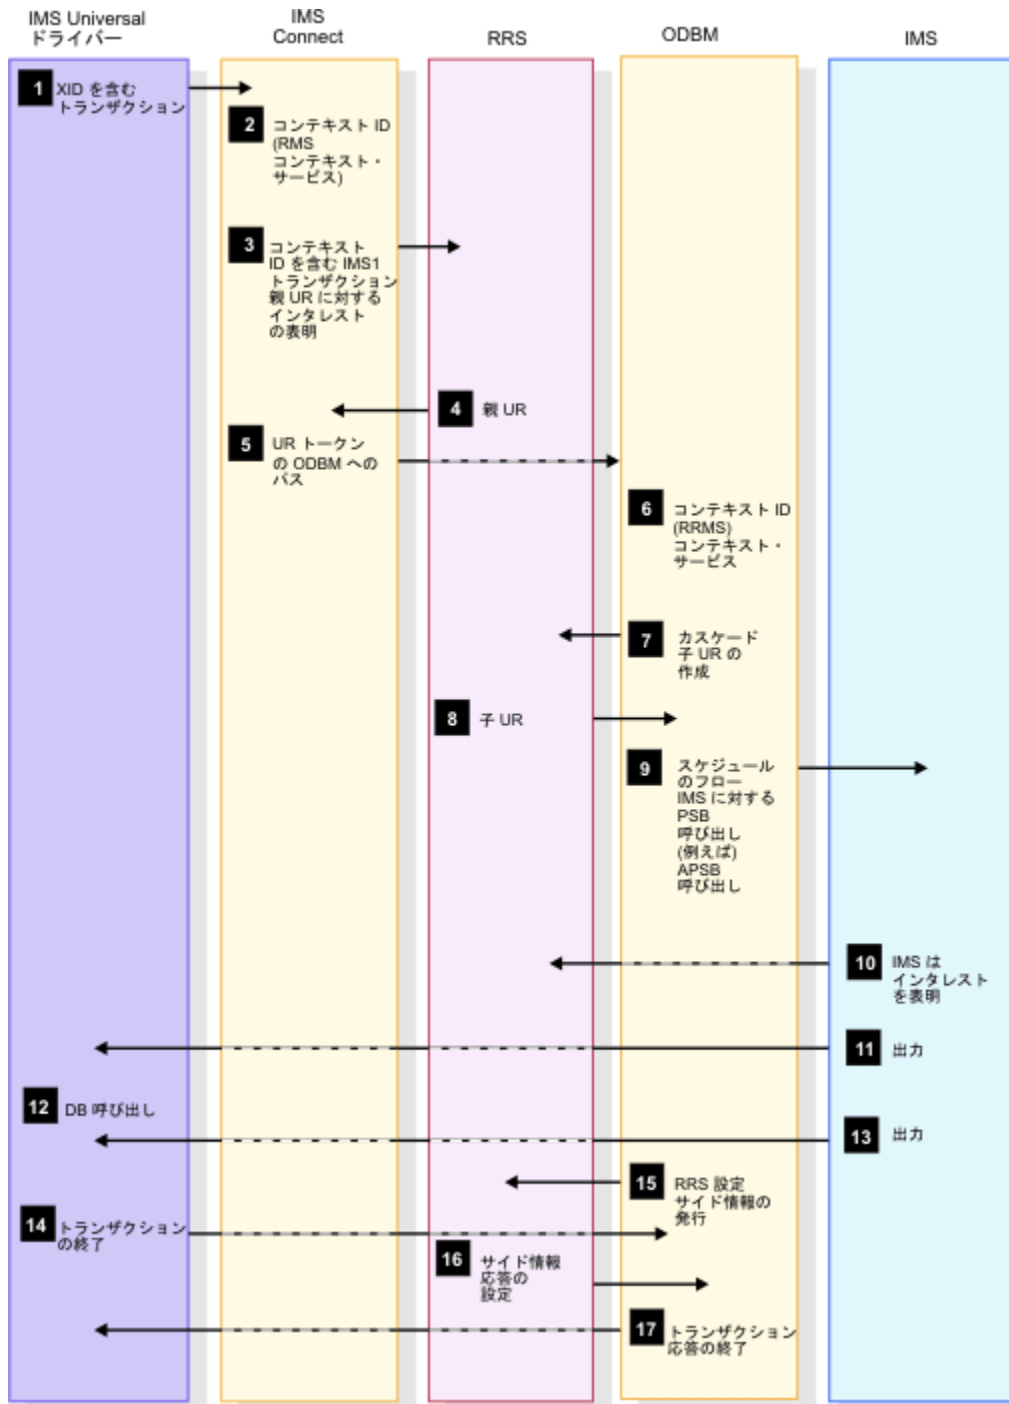 IMS Universal
ドライバー
IMS
Connect
RRS
ODBM
IMS
1 XID を含む
トランザクション
2 コンテキスト ID
(RMS
コンテキスト・
サービス)
3 コンテキスト
ID を含む IMS1
トランザクション
親 UR に対する
インタレスト
の表明
4 親 UR
5 UR トークン
の ODBM への
パス
6 コンテキスト ID
(RRMS)
コンテキスト・
サービス
7 カスケード
子 UR の
作成
8 子 UR
9 スケジュール
のフロー
IMS に対する
PSB
呼び出し
(例えば)
APSB
呼び出し
10 IMS は
インタレスト
を表明
11 出力
12 DB 呼び出し
13 出力
15 RRS 設定
サイド情報の
発行
14 トランザクション
の終了
16 サイド情報
応答の
設定
17 トランザクション
応答の終了